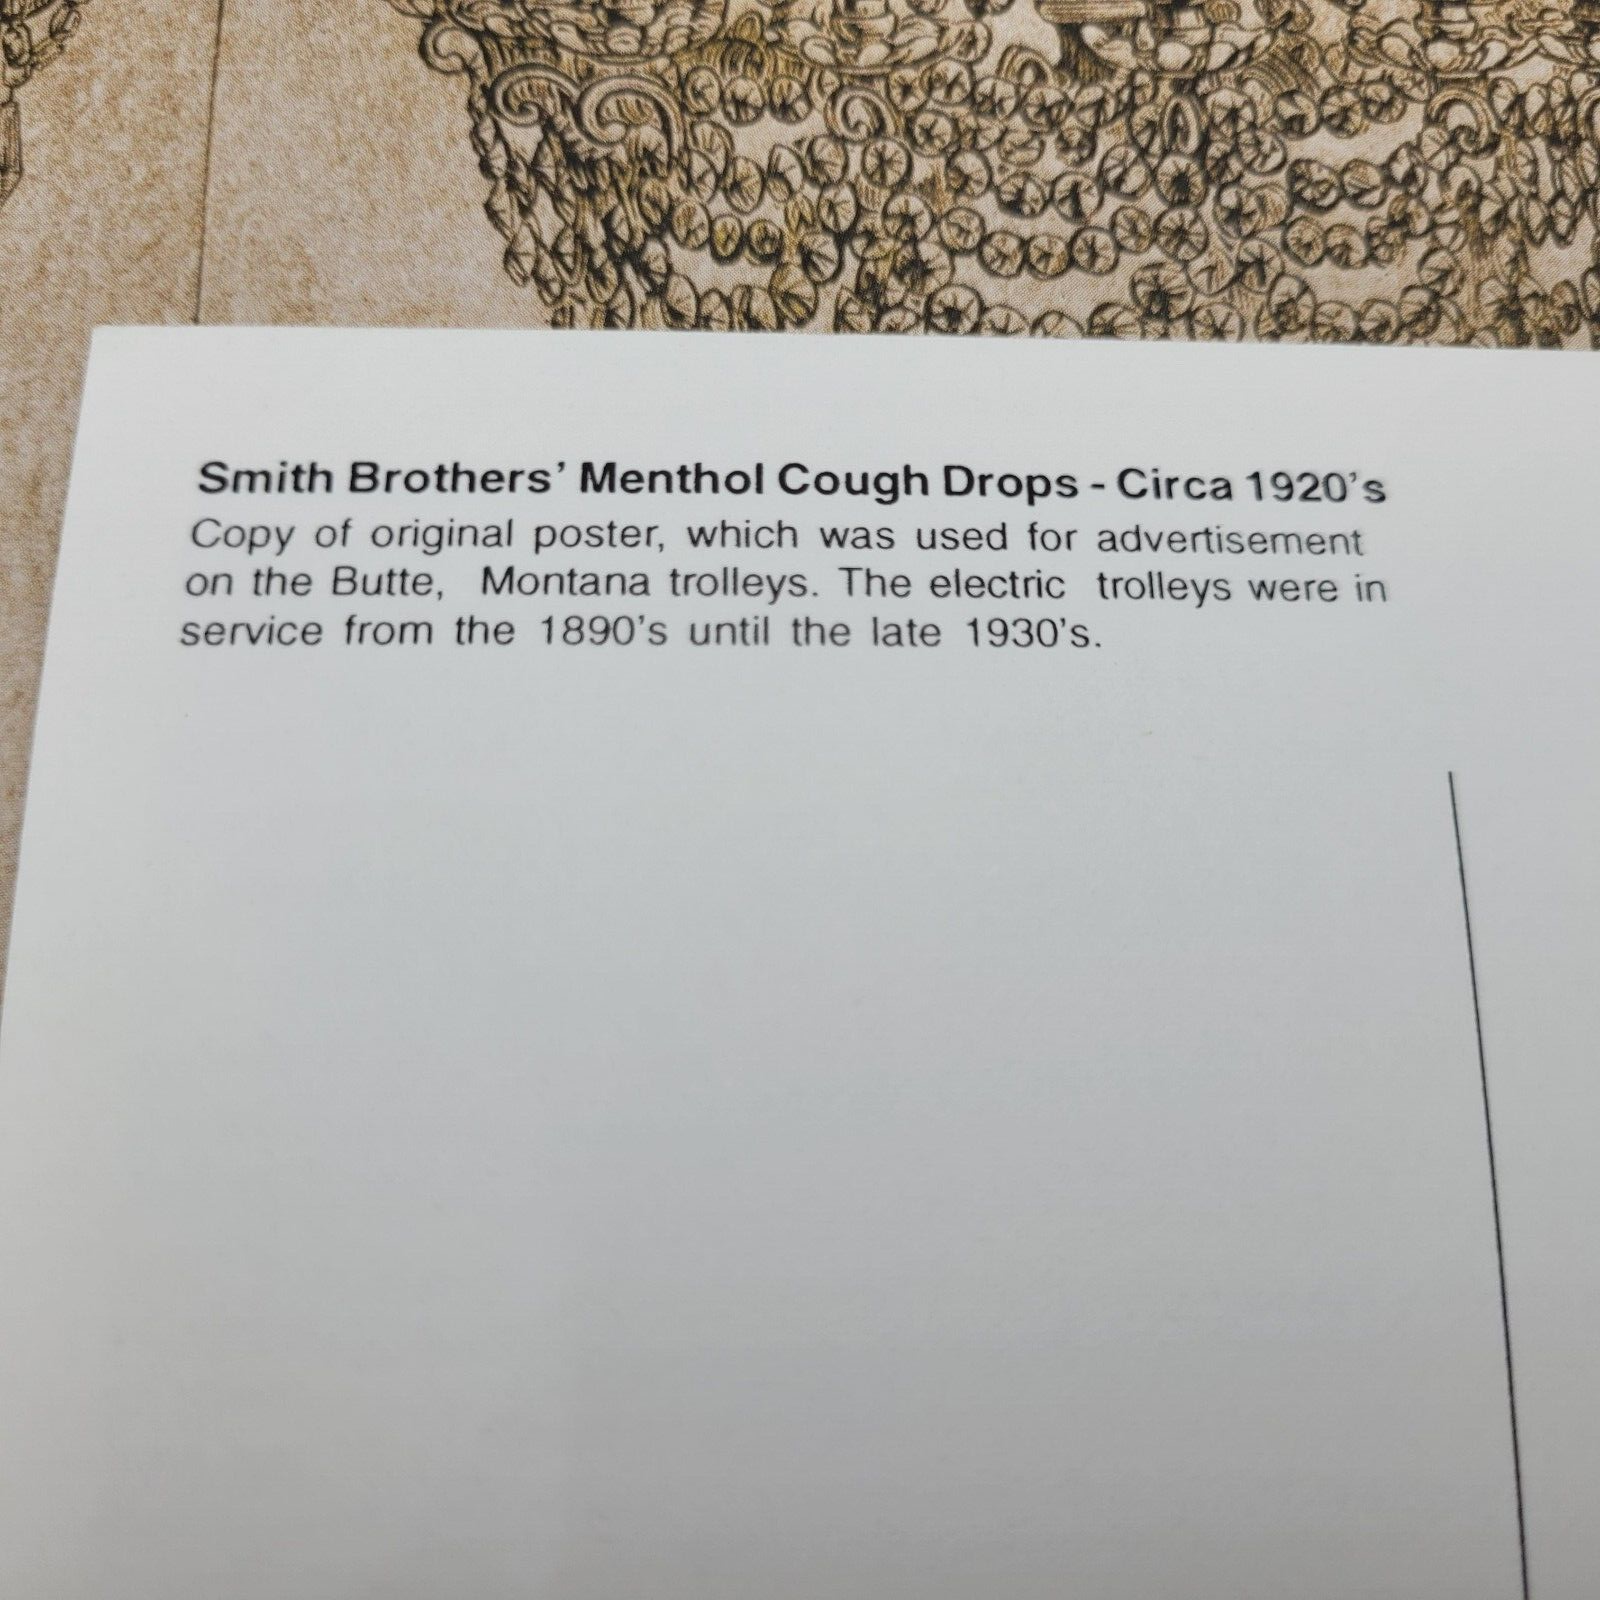 Smith Brothers' Menthol Cough Drops - Circa 1920's
Copy of original poster, which was used for advertisement
on the Butte, Montana trolleys. The electric trolleys were in
service from the 1890's until the late 1930's.